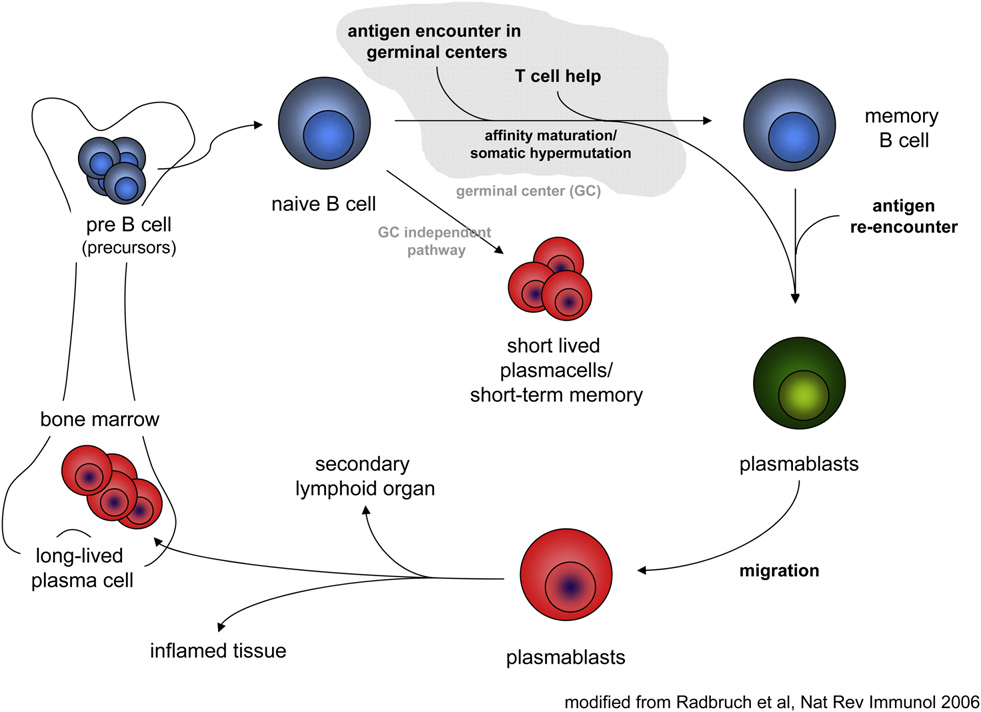 antigen encounter in
germinal centers
T cell help
affinity maturation/
somatic hypermutation
germinal center (GC)
memory
B cell
naive B cell
pre B cell
(precursors)
GC independent
pathway
antigen
re-encounter
short lived
plasmacells/
short-term memory
bone marrow
plasmablasts
secondary
lymphoid organ
long-lived
plasma cell
migration
inflamed tissue
plasmablasts
modified from Radbruch et al, Nat Rev Immunol 2006